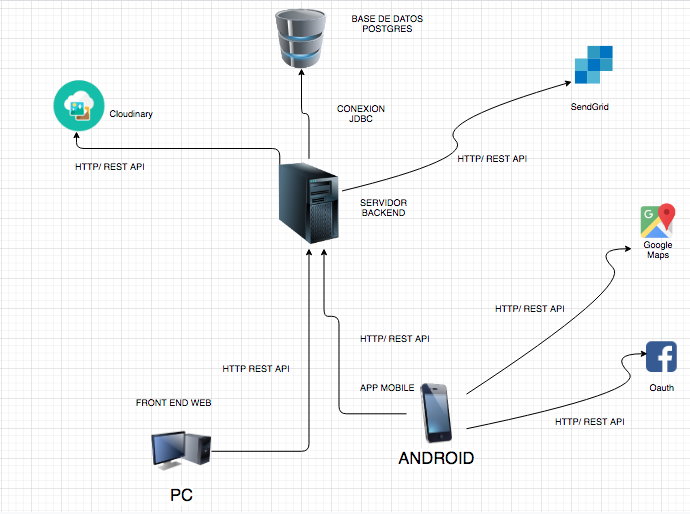 BASE DE DATOS
POSTGRES
Cloudinary
CONEXION
JDBC
SendGrid
HTTP/ REST API
HTTP/ REST API
SERVIDOR
BACKEND
G
Google
Maps
HTTP/ REST API
HTTP/ REST API
HTTP REST API
f
Oauth
APP MOBILE
FRONT END WEB
HTTP/ REST API
ANDROID
PC